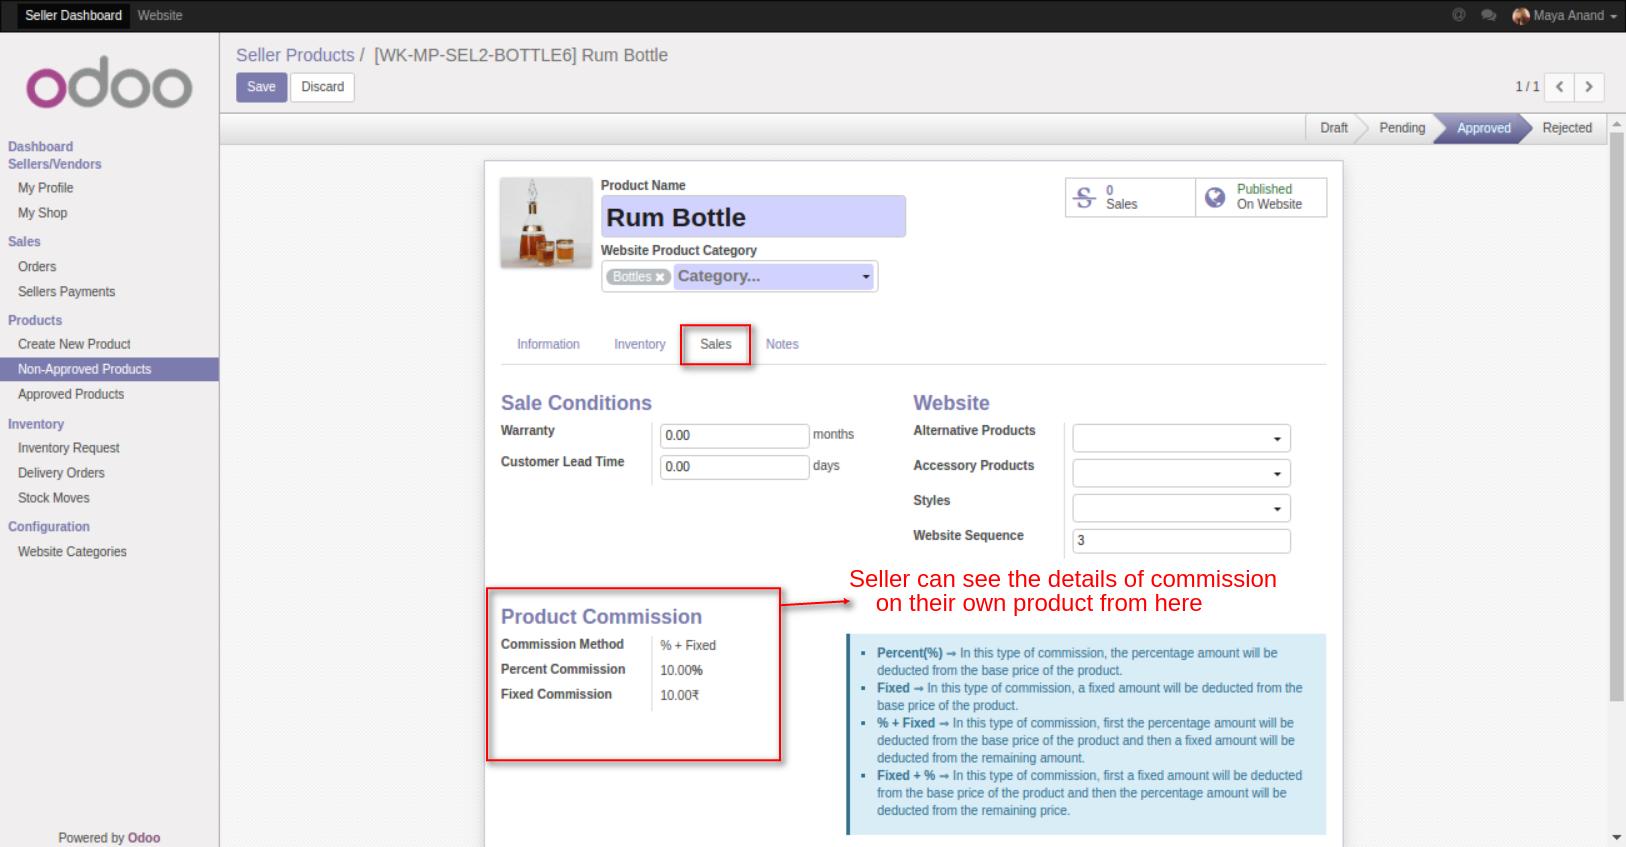 Seller Dashboard Website
@ Maya Anand
odoo
Seller Products / [WK-MP-SEL2-BOTTLE6] Rum Bottle
Save Discard
1 / 1
Draft Pending Approved Rejected
Dashboard
Sellers/Vendors
My Profile
My Shop
Sales
Orders
Sellers Payments
Products
Create New Product
Non-Approved Products
Approved Products
Inventory
Inventory Request
Delivery Orders
Stock Moves
Configuration
Website Categories
Powered by Odoo
Product Name
Rum Bottle
Website Product Category
Bottles Category...
0
Sales
Published
On Website
Information Inventory Sales Notes
Sale Conditions
Warranty 0.00 months
Customer Lead Time 0.00 days
Website
Alternative Products
Accessory Products
Styles
Website Sequence 3
Product Commission
Commission Method % + Fixed
Percent Commission 10.00%
Fixed Commission 10.00₹
Seller can see the details of commission
on their own product from here
Percent(%) ⇒ In this type of commission, the percentage amount will be
deducted from the base price of the product.
Fixed ⇒ In this type of commission, a fixed amount will be deducted from the
base price of the product.
% + Fixed ⇒ In this type of commission, first the percentage amount will be
deducted from the base price of the product and then a fixed amount will be
deducted from the remaining amount.
Fixed + % ⇒ In this type of commission, first a fixed amount will be deducted
from the base price of the product and then the percentage amount will be
deducted from the remaining price.